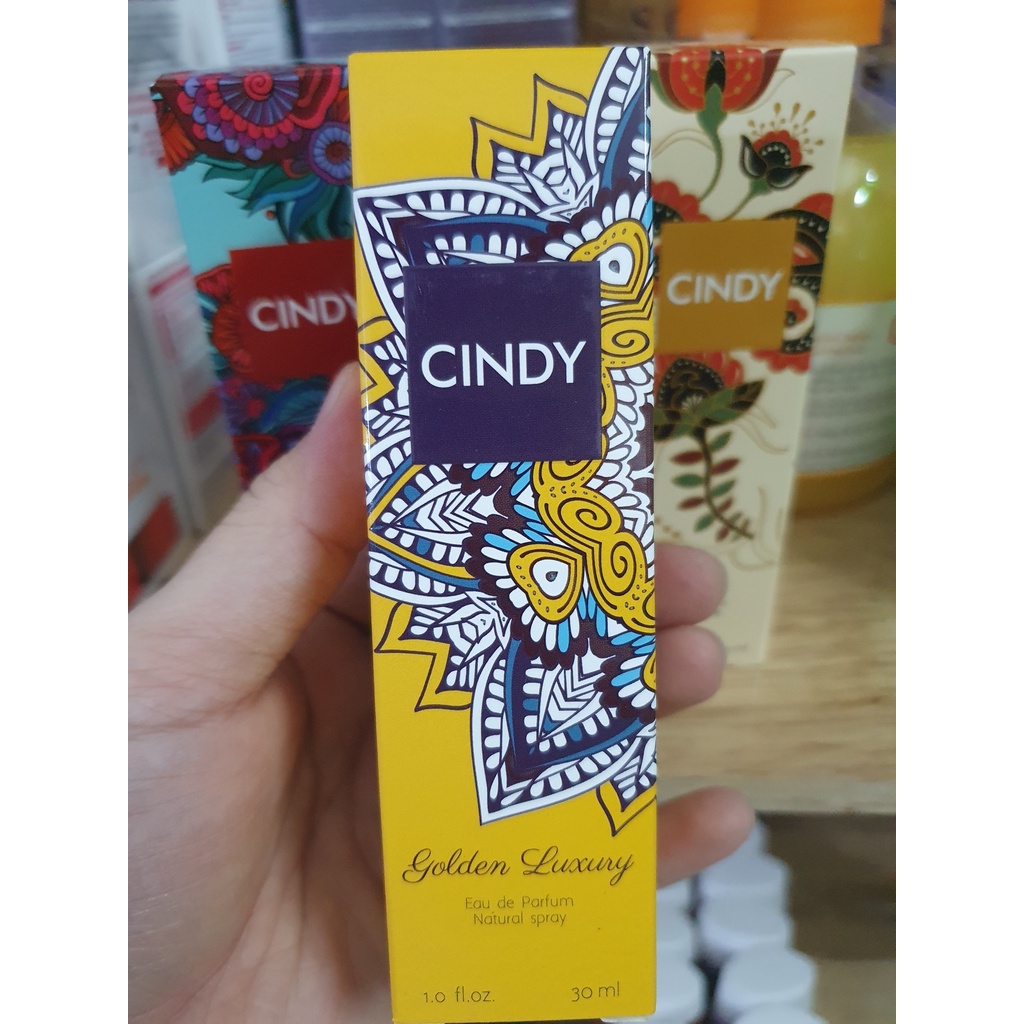 CINDY
CINDY
CINDY
Golden Luxury
Eau de Parfum
Natural spray
1.0 fl.oz. 30 ml